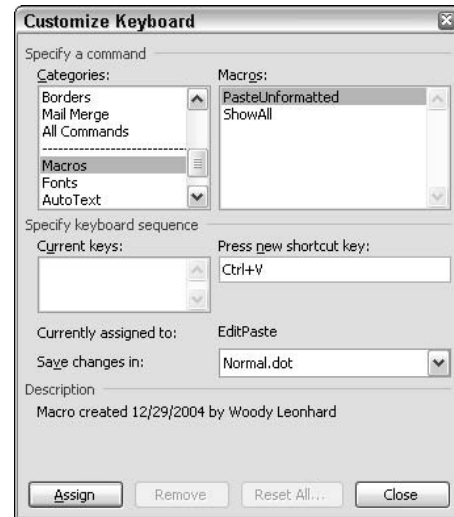 Customize Keyboard
Specify a command
Categories:
Macros:
Borders
Mail Merge
All Commands
Macros
Fonts
AutoText
PasteUnformatted
ShowAll
Specify keyboard sequence
Current keys:
Press new shortcut key:
Ctrl+V
Currently assigned to:
EditPaste
Save changes in:
Normal.dot
Description
Macro created 12/29/2004 by Woody Leonhard
Assign
Remove
Reset All...
Close